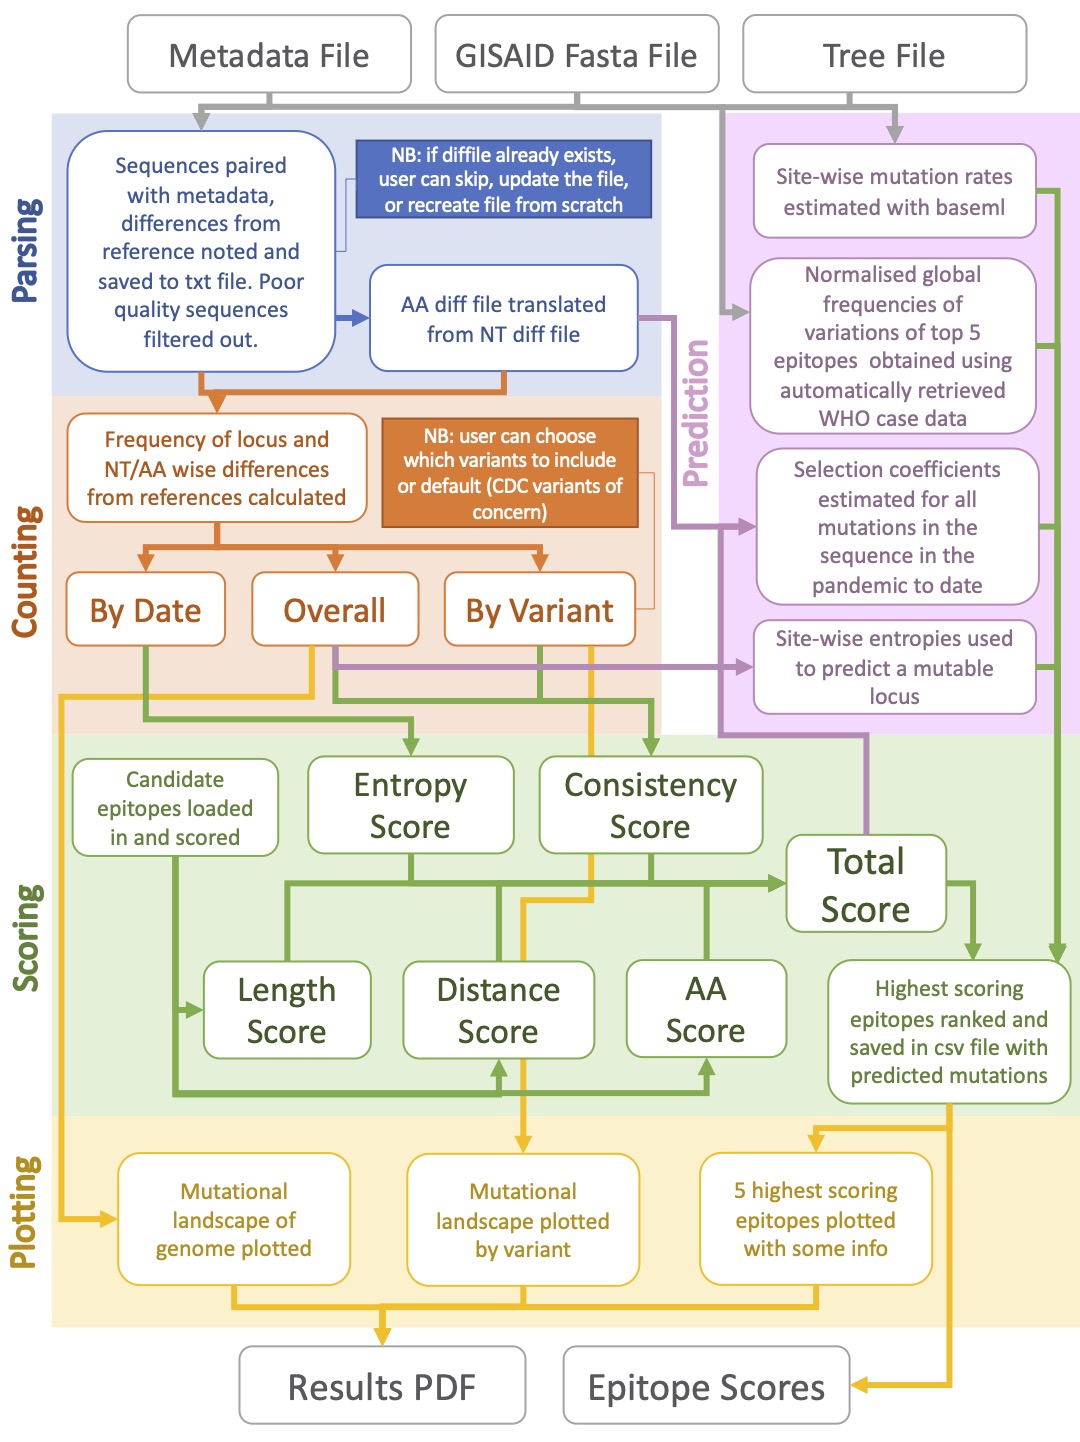 Metadata File
GISAID Fasta File
Tree File
Parsing
Sequences paired
with metadata,
differences from
reference noted and
saved to txt file. Poor
quality sequences
filtered out.
NB: if diffile already exists,
user can skip, update the file,
or recreate file from scratch
AA diff file translated
from NT diff file
Prediction
Site-wise mutation rates
estimated with baseml
Normalised global
frequencies of
variations of top 5
epitopes obtained using
automatically retrieved
WHO case data
Selection coefficients
estimated for all
mutations in the
sequence in the
pandemic to date
Site-wise entropies used
to predict a mutable
locus
Counting
Frequency of locus and
NT/AA wise differences
from references calculated
NB: user can choose
which variants to include
or default (CDC variants of
concern)
By Date
Overall
By Variant
Scoring
Candidate
epitopes loaded
in and scored
Entropy
Score
Consistency
Score
Total
Score
Length
Score
Distance
Score
AA
Score
Highest scoring
epitopes ranked and
saved in csv file with
predicted mutations
Plotting
Mutational
landscape of
genome plotted
Mutational
landscape plotted
by variant
5 highest scoring
epitopes plotted
with some info
Results PDF
Epitope Scores